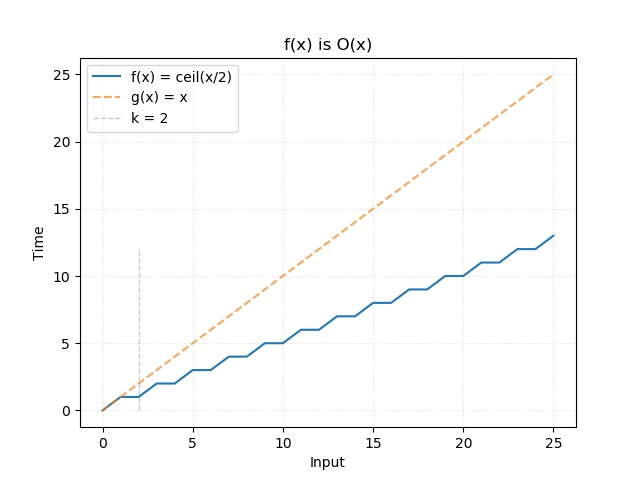 f(x) is O(x)
f(x) = ceil(x/2)
g(x) = x
k = 2
Time
25
20
15
10
5
0
0 5 10 15 20 25
Input